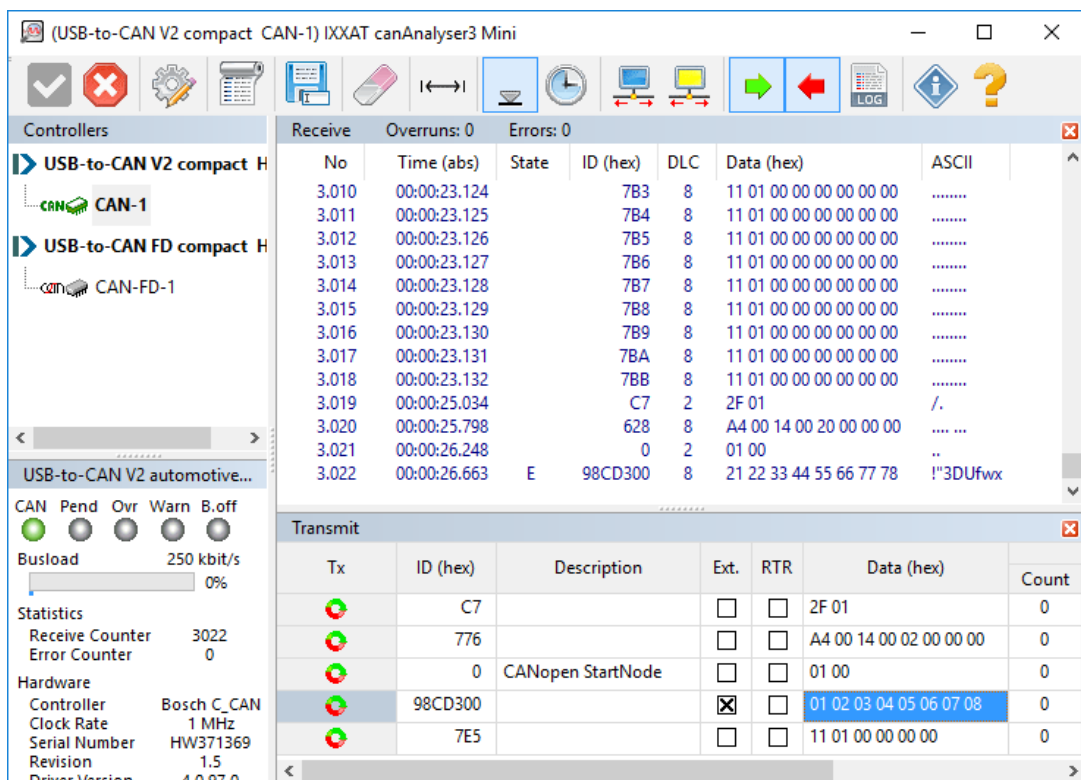 (USB-to-CAN V2 compact  CAN-1) IXXAT canAnalyser3 Mini
LOG
Controllers
USB-to-CAN V2 compact  H
CAN CAN-1
USB-to-CAN FD compact  H
CAN-FD-1
Receive Overruns: 0 Errors: 0
No Time (abs) State ID (hex) DLC Data (hex) ASCII
3.010 00:00:23.124 7B3 8 11 01 00 00 00 00 00 00 ........
3.011 00:00:23.125 7B4 8 11 01 00 00 00 00 00 00 ........
3.012 00:00:23.126 7B5 8 11 01 00 00 00 00 00 00 ........
3.013 00:00:23.127 7B6 8 11 01 00 00 00 00 00 00 ........
3.014 00:00:23.128 7B7 8 11 01 00 00 00 00 00 00 ........
3.015 00:00:23.129 7B8 8 11 01 00 00 00 00 00 00 ........
3.016 00:00:23.130 7B9 8 11 01 00 00 00 00 00 00 ........
3.017 00:00:23.131 7BA 8 11 01 00 00 00 00 00 00 ........
3.018 00:00:23.132 7BB 8 11 01 00 00 00 00 00 00 ........
3.019 00:00:25.034 C7 2 2F 01 /.
3.020 00:00:25.798 628 8 A4 00 14 00 20 00 00 00 .... ...
3.021 00:00:26.248 0 2 01 00 ..
3.022 00:00:26.663 E 98CD300 8 21 22 33 44 55 66 77 78 !"3DUfwx
USB-to-CAN V2 automotive...
CAN Pend Ovr Warn B.off
Busload 250 kbit/s
0%
Statistics
Receive Counter 3022
Error Counter 0
Hardware
Controller Bosch C_CAN
Clock Rate 1 MHz
Serial Number HW371369
Revision 1.5
Driver Version 4.0.97.0
Transmit
Tx ID (hex) Description Ext. RTR Data (hex) Count
C7 2F 01 0
776 A4 00 14 00 02 00 00 00 0
0 CANopen StartNode 01 00 0
98CD300 01 02 03 04 05 06 07 08 0
7E5 11 01 00 00 00 00 0